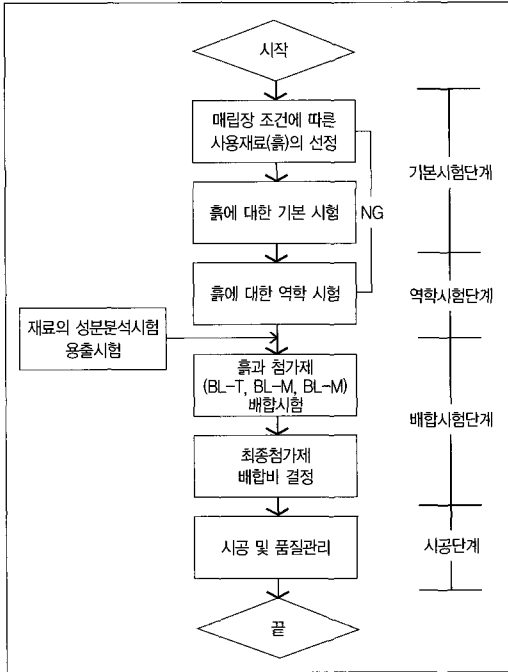 시작
매립장 조건에 따른
사용재료(흙)의 선정
기본시험단계
흙에 대한 기본 시험
NG
흙에 대한 역학 시험
역학시험단계
재료의 성분분석시험
용출시험
흙과 첨가제
(BL-T, BL-M, BL-M)
배합시험
배합시험단계
최종첨가제
배합비 결정
시공 및 품질관리
시공단계
끝